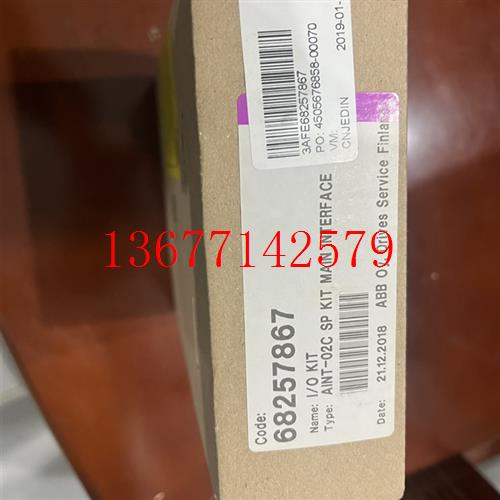 2019-01-
3AFE68257867
PO: 4505676858-00070
VM:
CNJEDIN
13677142579
Code:
68257867
Name: I/O KIT
Type: AINT-02C SP KIT MAIN INTERFACE
Date: 21.12.2018 ABB Oy, Drives Service Finla